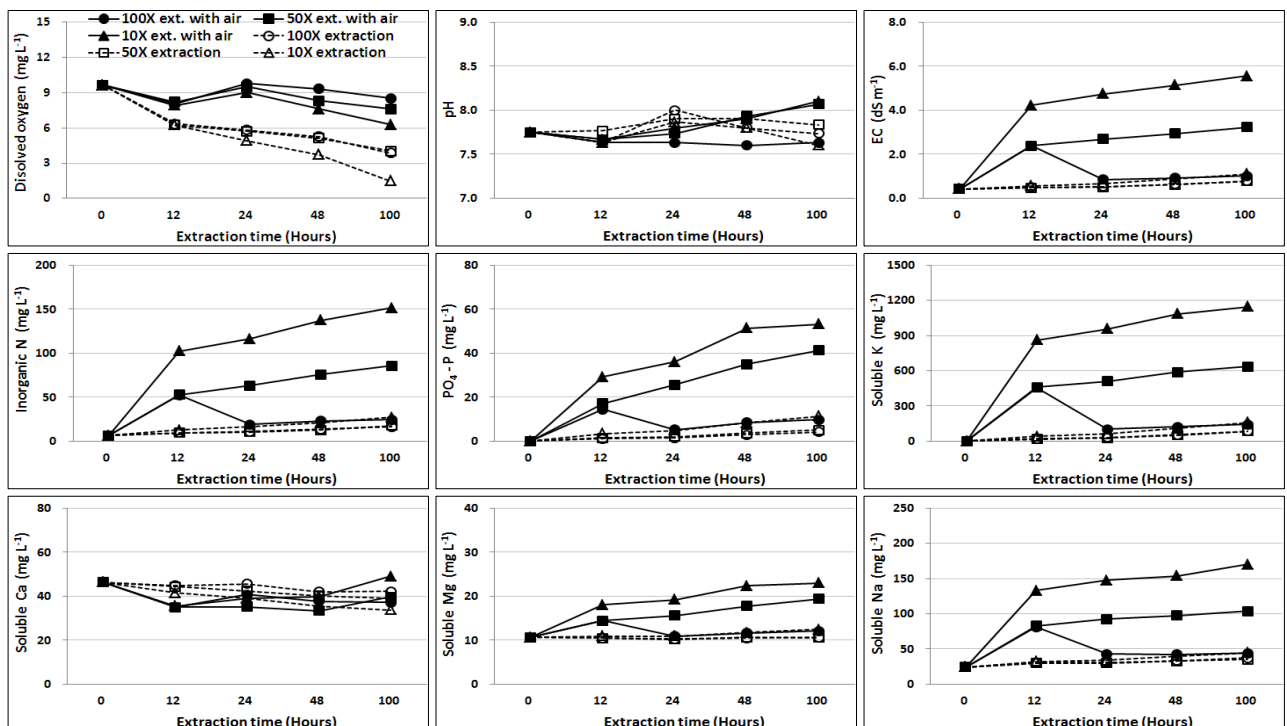 15
12
9
6
3
0
Dissolved oxygen (mg L-1)
100X ext. with air
50X ext. with air
10X ext. with air
100X extraction
50X extraction
10X extraction
0 12 24 48 100
Extraction time (Hours)
9.0
8.5
8.0
7.5
7.0
pH
0 12 24 48 100
Extraction time (Hours)
8.0
6.0
4.0
2.0
0.0
EC (dS m-1)
0 12 24 48 100
Extraction time (Hours)
200
150
100
50
0
Inorganic N (mg L-1)
0 12 24 48 100
Extraction time (Hours)
80
60
40
20
0
PO4 - P (mg L-1)
0 12 24 48 100
Extraction time (Hours)
1500
1200
900
600
300
0
Soluble K (mg L-1)
0 12 24 48 100
Extraction time (Hours)
80
60
40
20
0
Soluble Ca (mg L-1)
0 12 24 48 100
Extraction time (Hours)
40
30
20
10
0
Soluble Mg (mg L-1)
0 12 24 48 100
Extraction time (Hours)
250
200
150
100
50
0
Soluble Na (mg L-1)
0 12 24 48 100
Extraction time (Hours)